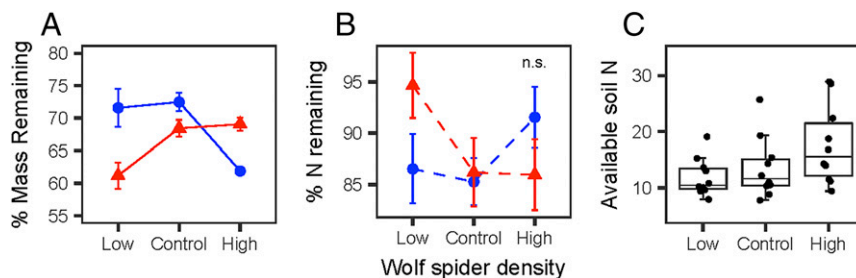 A
% Mass Remaining
80
75
70
65
60
55
Low Control High
B
% N remaining
n.s.
95
90
85
Low Control High
Wolf spider density
C
Available soil N
30
20
10
Low Control High